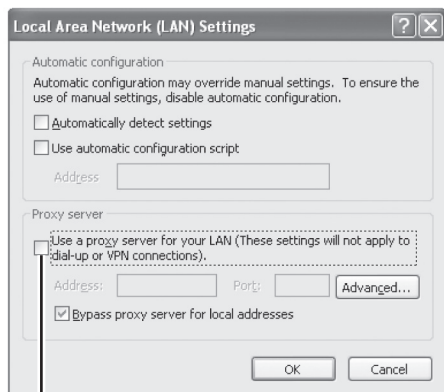 Local Area Network (LAN) Settings
Automatic configuration
Automatic configuration may override manual settings. To ensure the
use of manual settings, disable automatic configuration.
Automatically detect settings
Use automatic configuration script
Address
Proxy server
Use a proxy server for your LAN (These settings will not apply to
dial-up or VPN connections).
Address: Port: Advanced...
Bypass proxy server for local addresses
OK Cancel